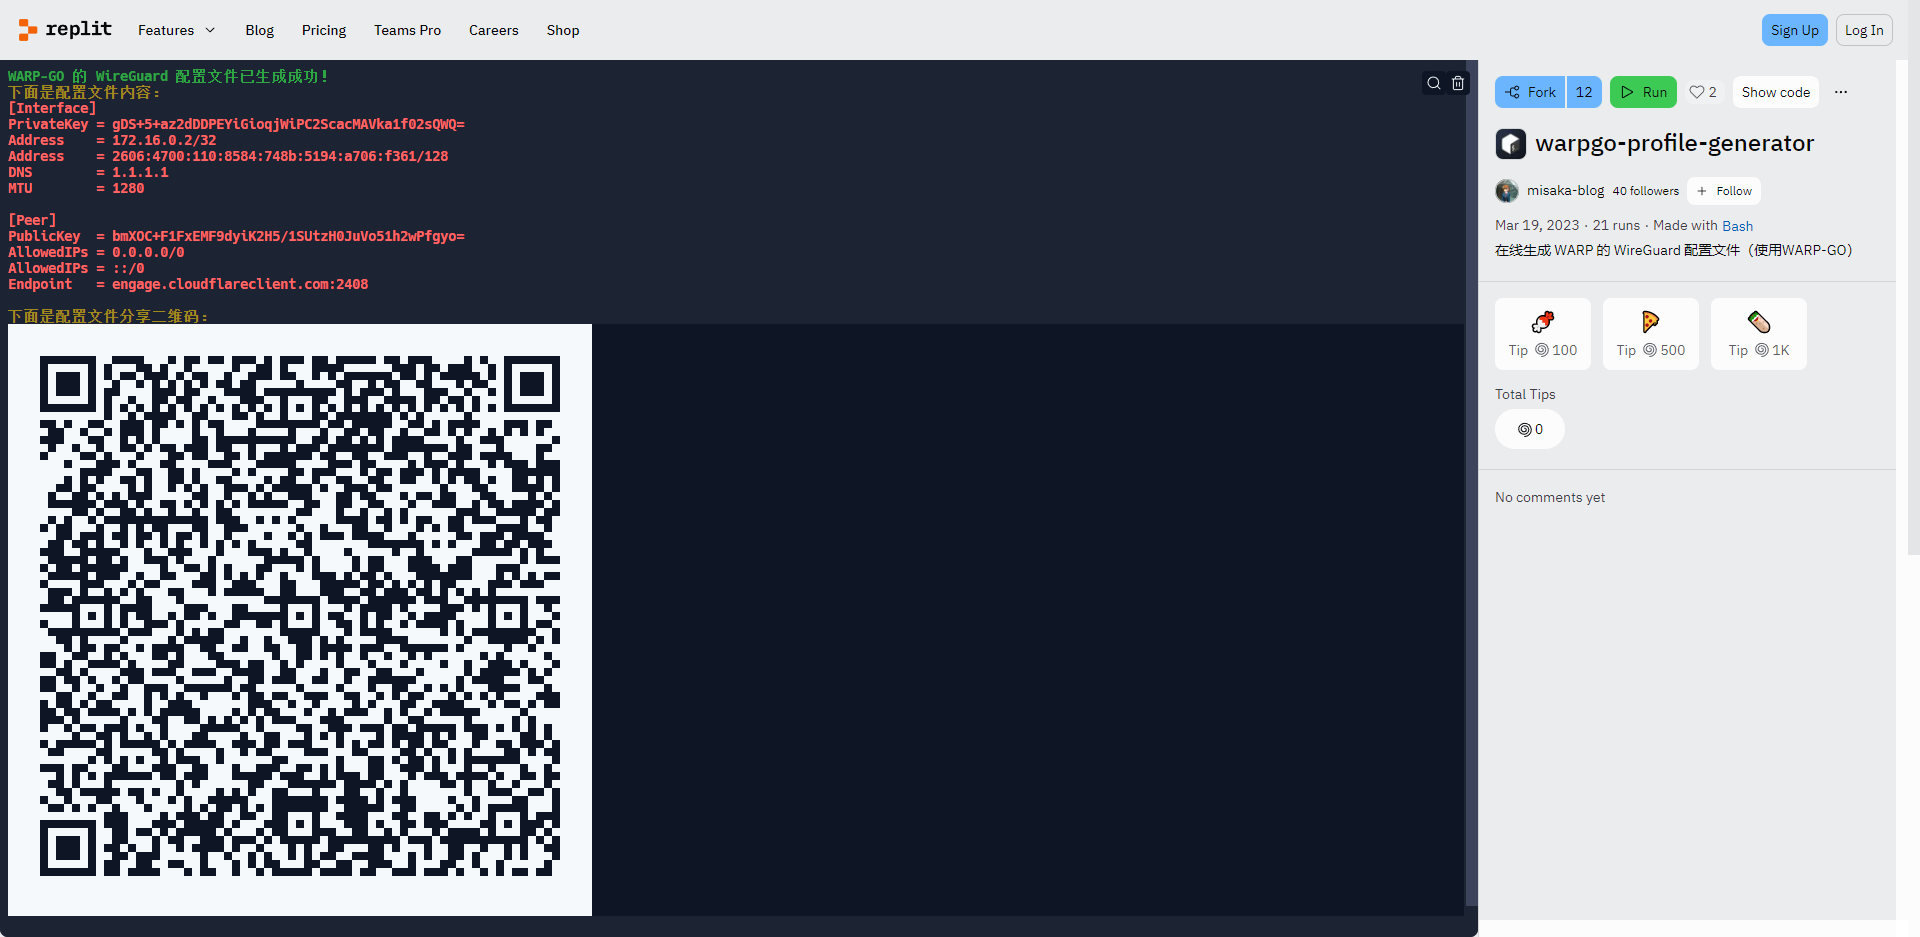 replit
Features
Blog
Pricing
Teams Pro
Careers
Shop
Sign Up
Log In
WARP-GO 的 WireGuard 配置文件已生成成功！
下面是配置文件内容：
[Interface]
PrivateKey = gDS+5+az2dDDPEYiGioqjWiPC2ScacMAVka1f02sQWQ=
Address    = 172.16.0.2/32
Address    = 2606:4700:110:8584:748b:5194:a706:f361/128
DNS        = 1.1.1.1
MTU        = 1280
[Peer]
PublicKey  = bmXOC+F1FxEMF9dyiK2H5/1SUtzH0JuVo51h2wPfgyo=
AllowedIPs = 0.0.0.0/0
AllowedIPs = ::/0
Endpoint   = engage.cloudflareclient.com:2408
下面是配置文件分享二维码：
Fork 12
Run
2
Show code
warpgo-profile-generator
misaka-blog 40 followers
Follow
Mar 19, 2023 · 21 runs · Made with Bash
在线生成 WARP 的 WireGuard 配置文件（使用WARP-GO）
Tip 100
Tip 500
Tip 1K
Total Tips
0
No comments yet